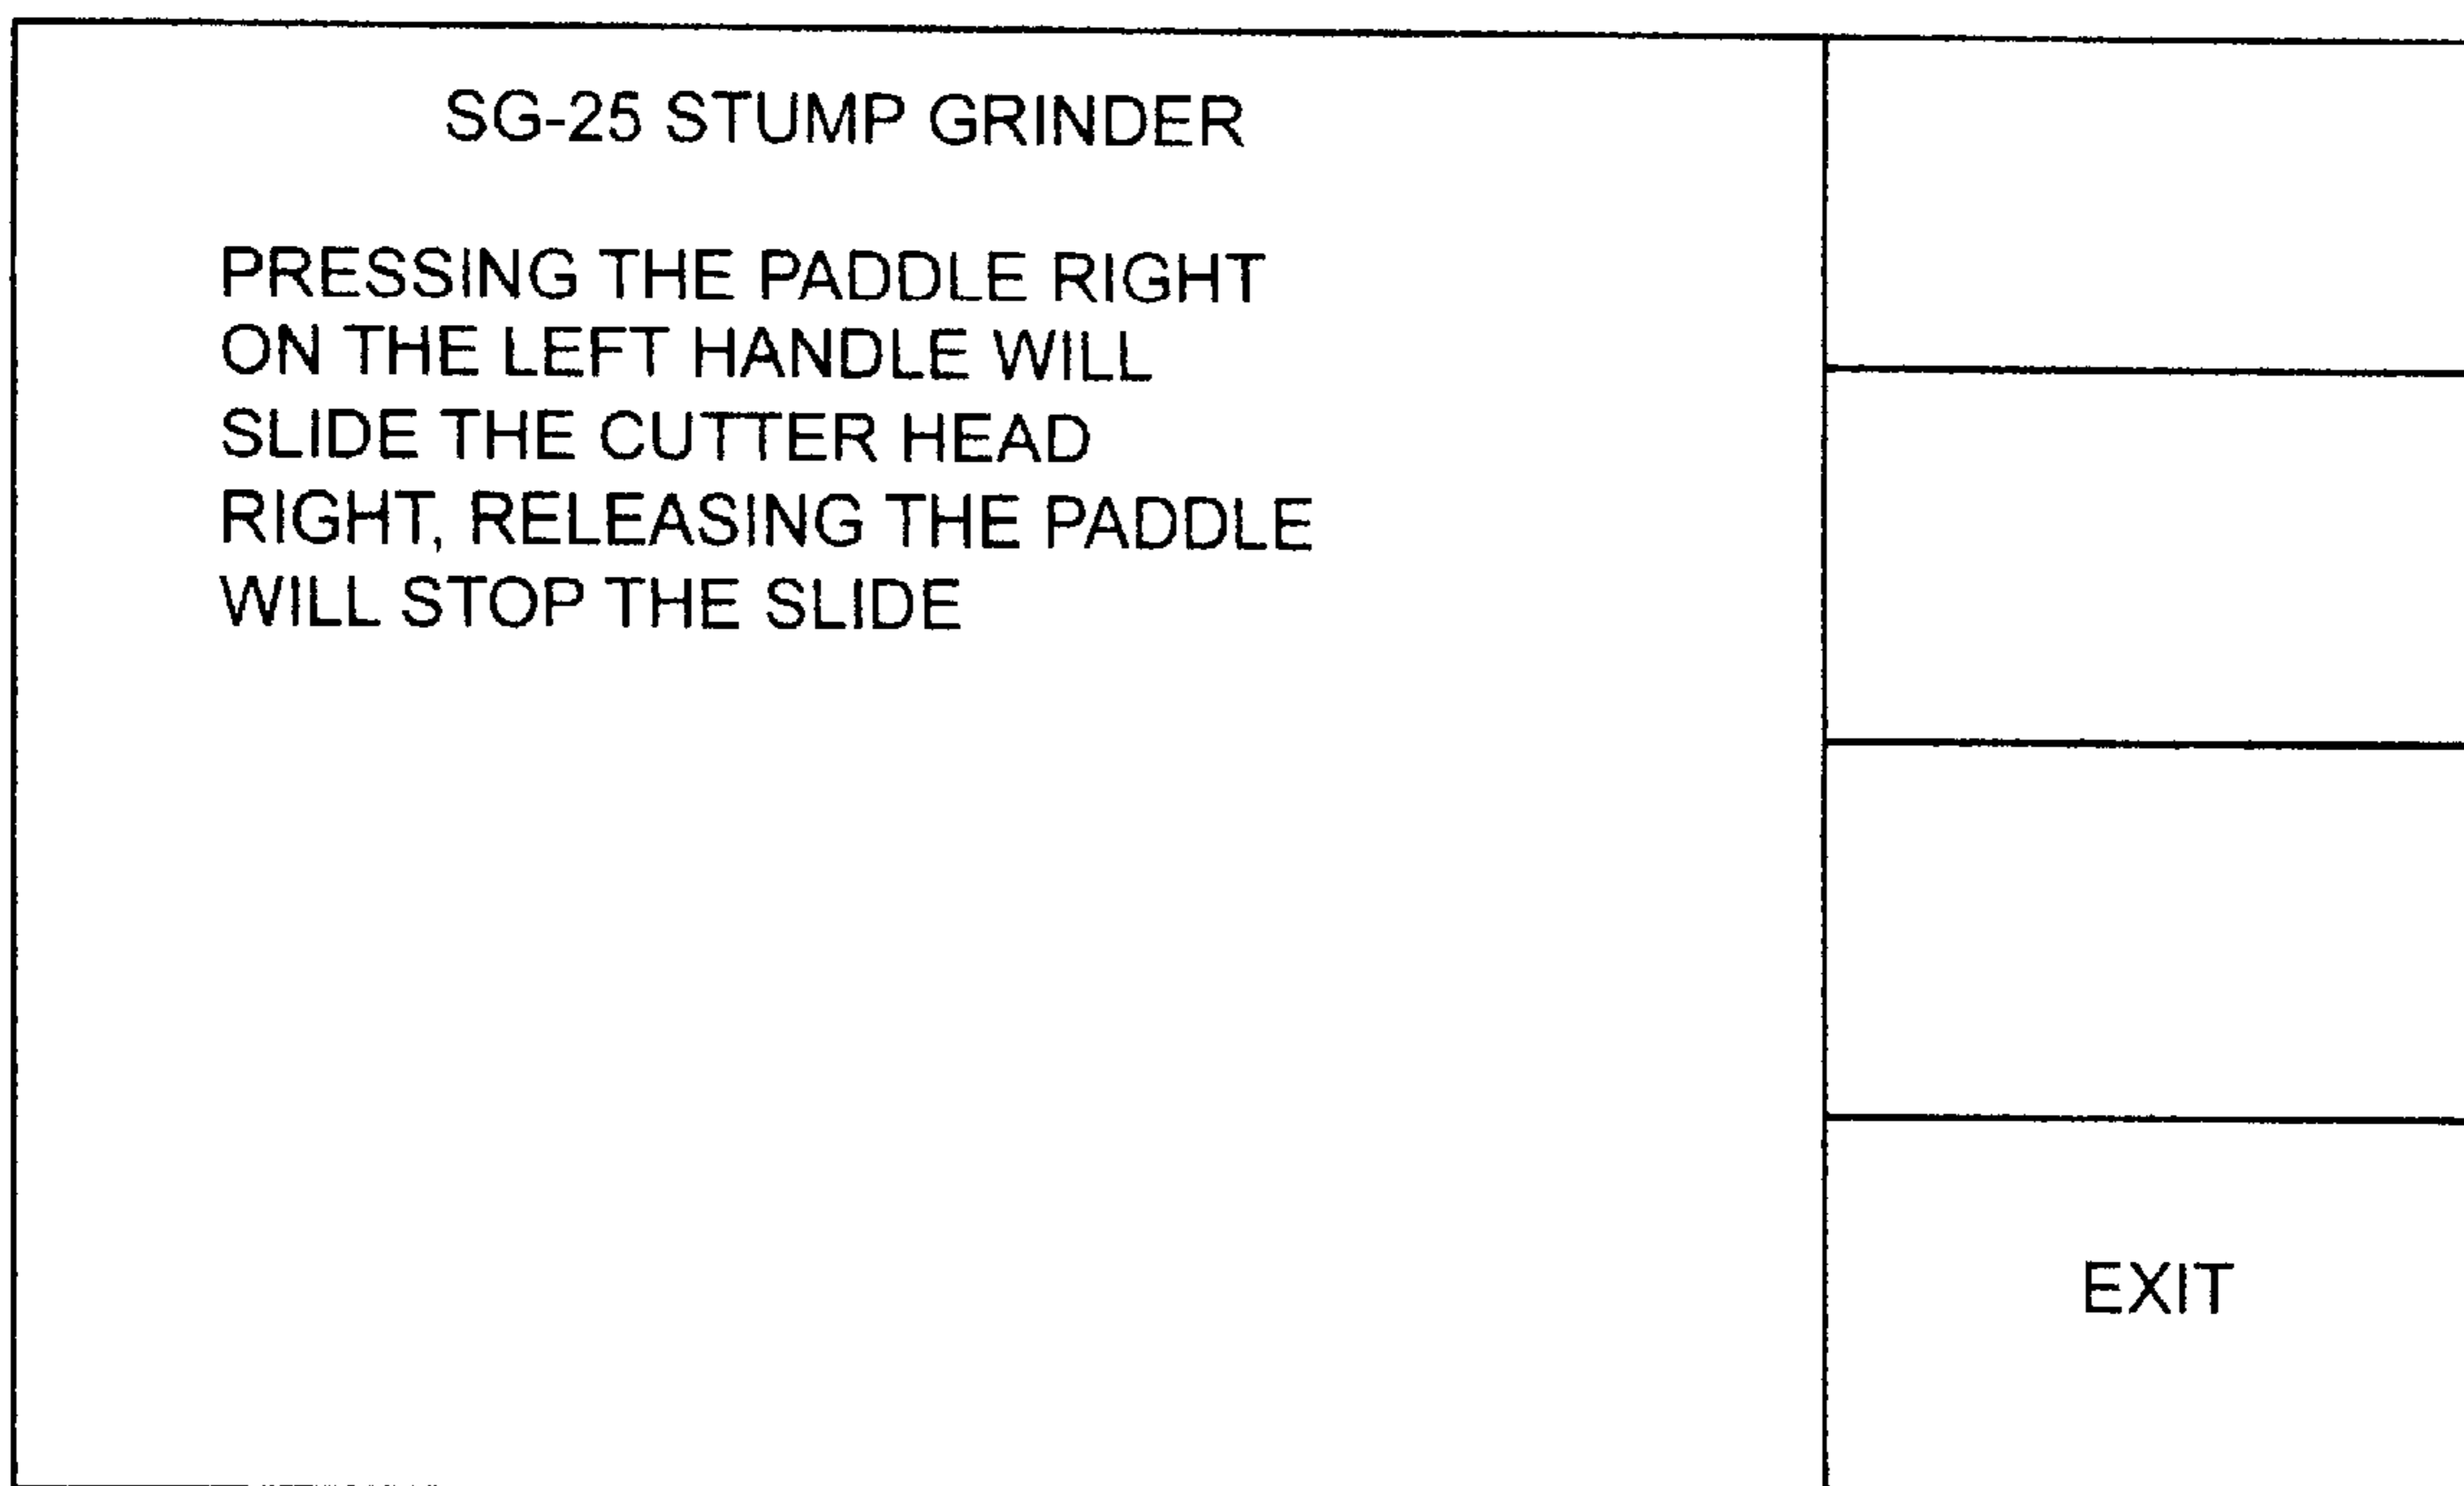 SG-25 STUMP GRINDER
PRESSING THE PADDLE RIGHT
ON THE LEFT HANDLE WILL
SLIDE THE CUTTER HEAD
RIGHT, RELEASING THE PADDLE
WILL STOP THE SLIDE
EXIT